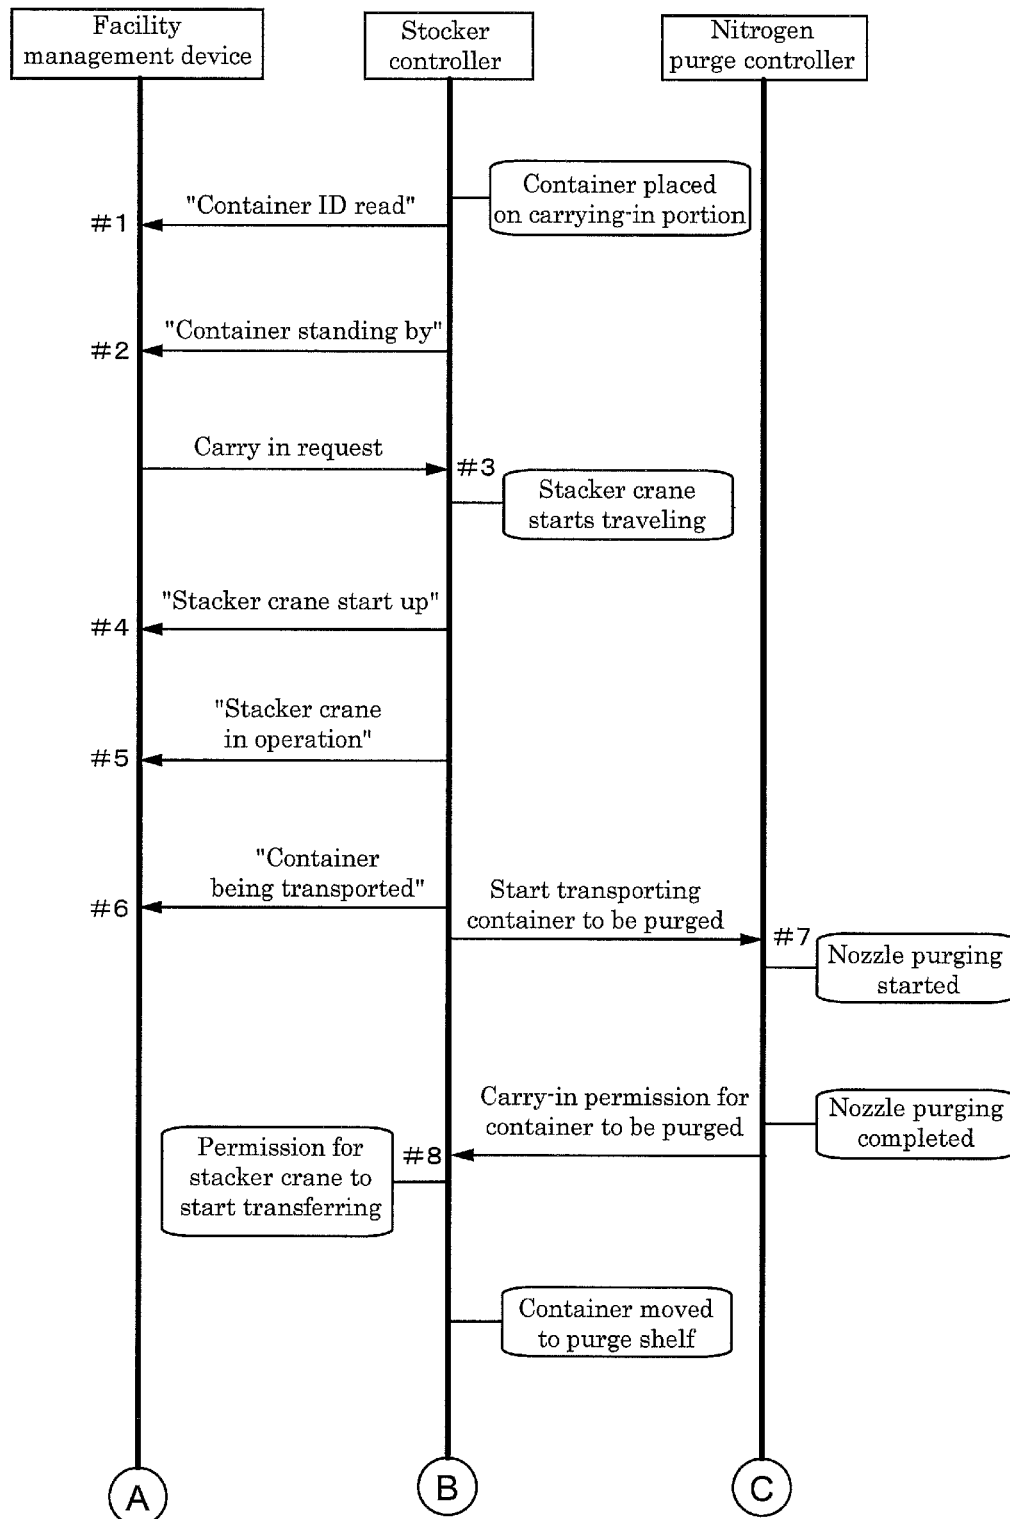 Facility
management device
Stocker
controller
Nitrogen
purge controller
Container placed
on carrying-in portion
"Container ID read"
#1
"Container standing by"
#2
Carry in request
#3
Stacker crane
starts traveling
"Stacker crane start up"
#4
"Stacker crane
in operation"
#5
"Container
being transported"
#6
Start transporting
container to be purged
#7
Nozzle purging
started
Carry-in permission for
container to be purged
Nozzle purging
completed
#8
Permission for
stacker crane to
start transferring
Container moved
to purge shelf
A
B
C